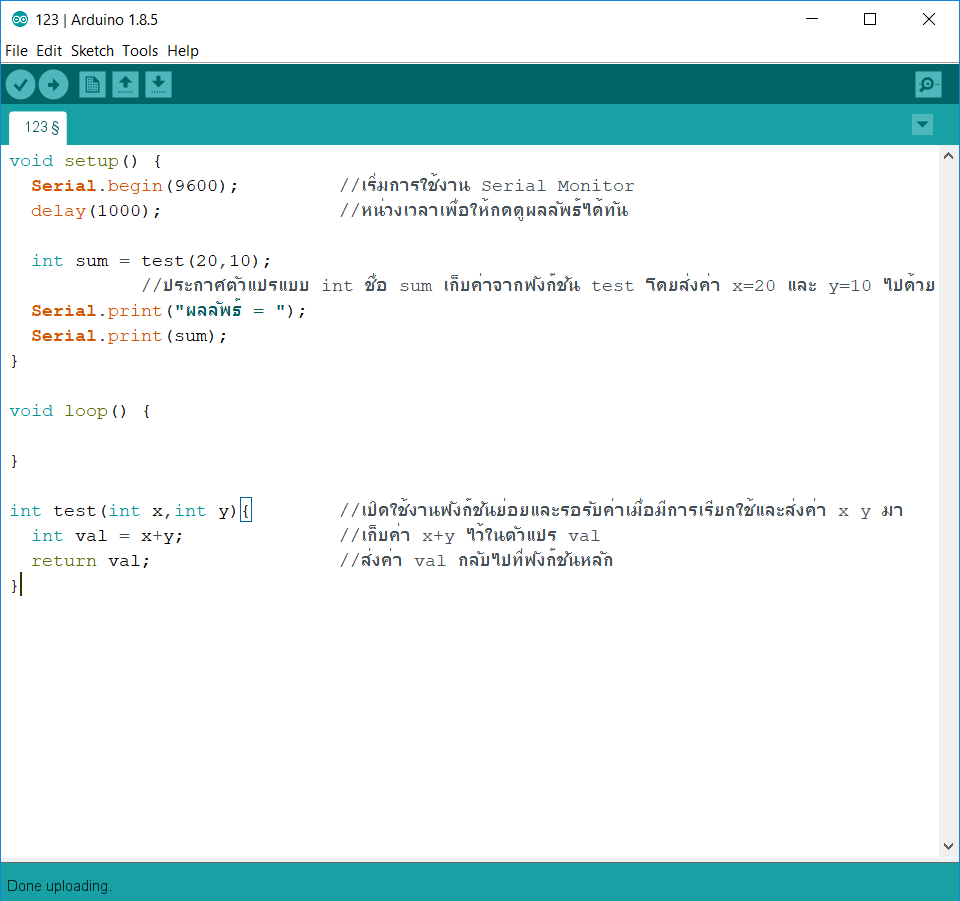 123 | Arduino 1.8.5
File Edit Sketch Tools Help
123 §
void setup() {
Serial.begin(9600); //เริ่มการใช้งาน Serial Monitor
delay(1000); //หน่วงเวลาเพื่อให้กดดูผลลัพธ์ได้ทัน
int sum = test(20,10);
//ประกาศตัวแปรแบบ int ชื่อ sum เก็บค่าจากฟังก์ชัน test โดยส่งค่า x=20 และ y=10 ไปด้วย
Serial.print("ผลลัพธ์ = ");
Serial.print(sum);
}
void loop() {
}
int test(int x,int y){ //เปิดใช้งานฟังก์ชันย่อยและรอรับค่าเมื่อมีการเรียกใช้และส่งค่า x y มา
int val = x+y; //เก็บค่า x+y ไว้ในตัวแปร val
return val; //ส่งค่า val กลับไปที่ฟังก์ชันหลัก
}
Done uploading.